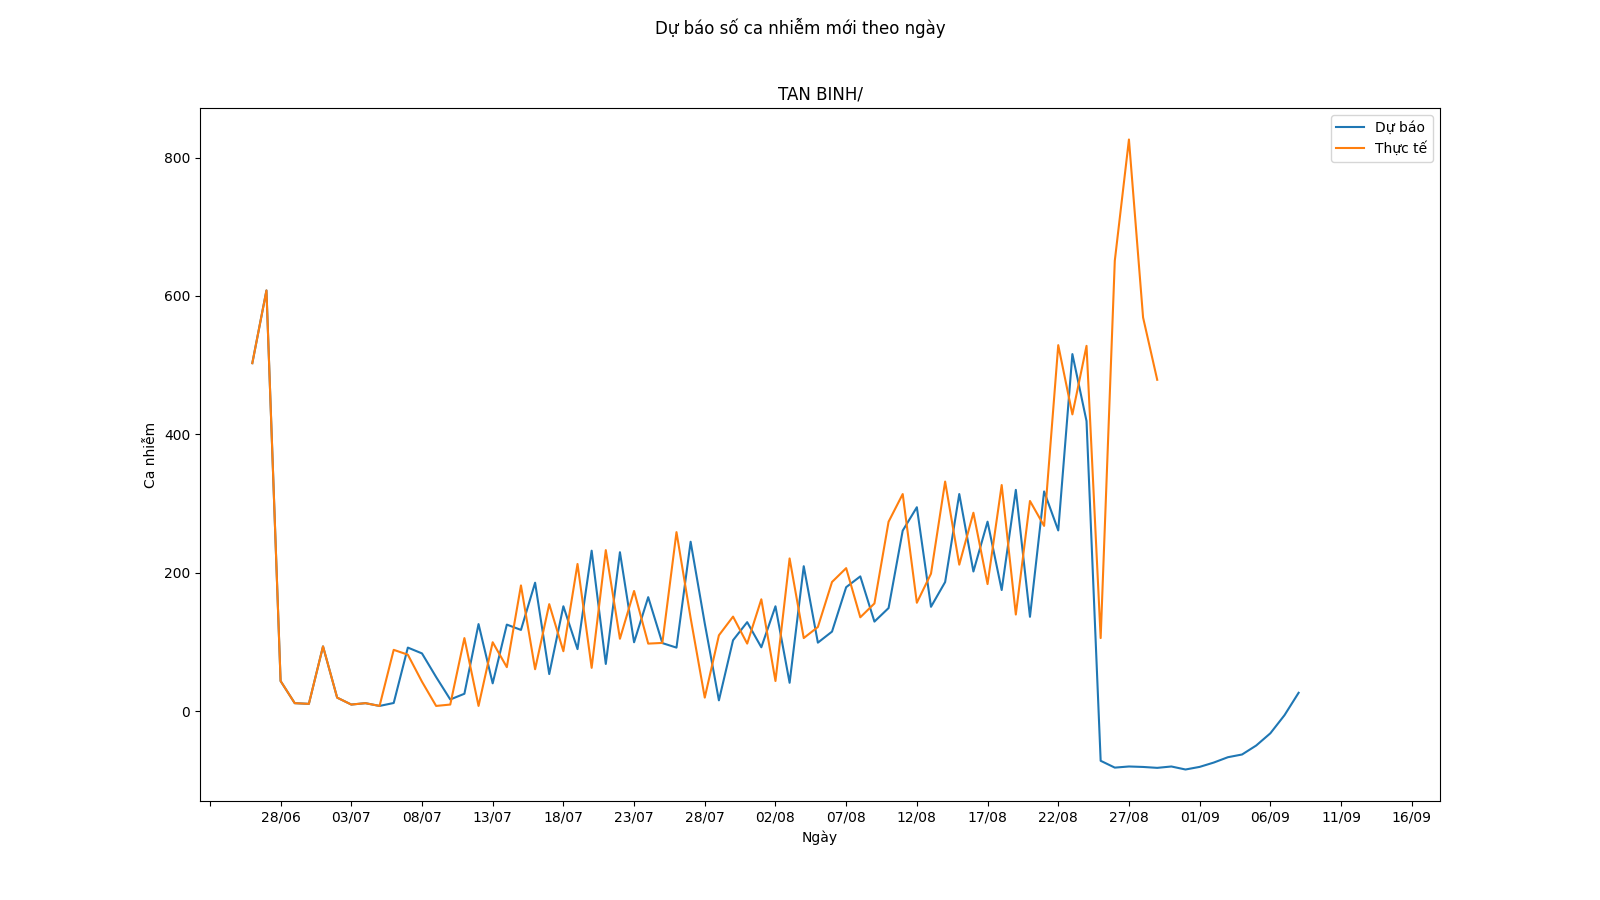 Dự báo số ca nhiễm mới theo ngày
TAN BINH/
Dự báo
Thực tế
Ca nhiễm
800
600
400
200
0
28/06 03/07 08/07 13/07 18/07 23/07 28/07 02/08 07/08 12/08 17/08 22/08 27/08 01/09 06/09 11/09 16/09
Ngày